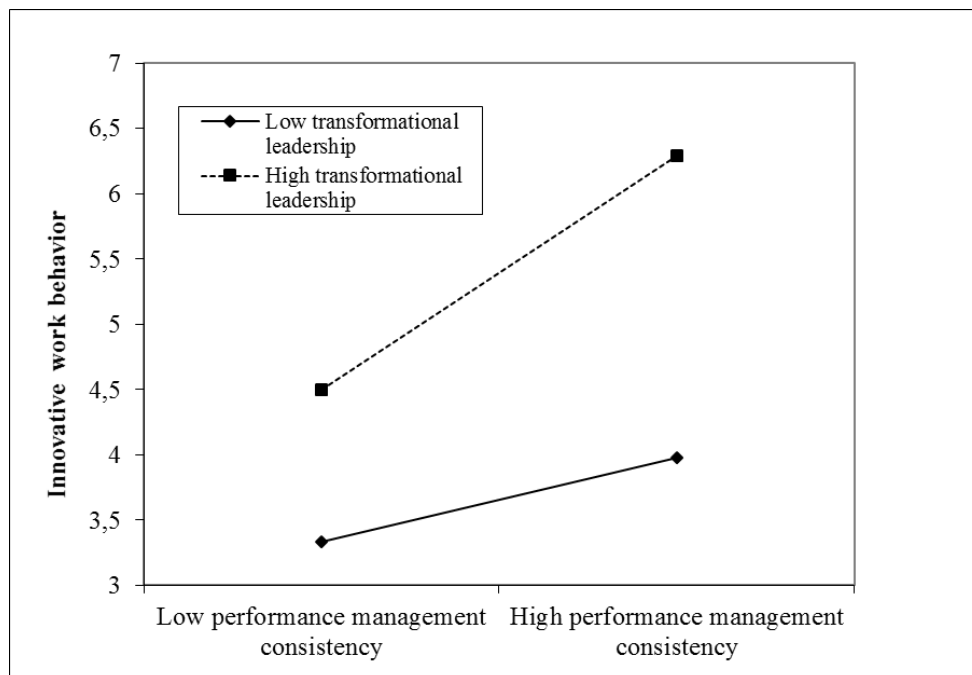 7
6,5
6
5,5
5
4,5
4
3,5
3
Innovative work behavior
Low transformational
leadership
High transformational
leadership
Low performance management
consistency
High performance management
consistency